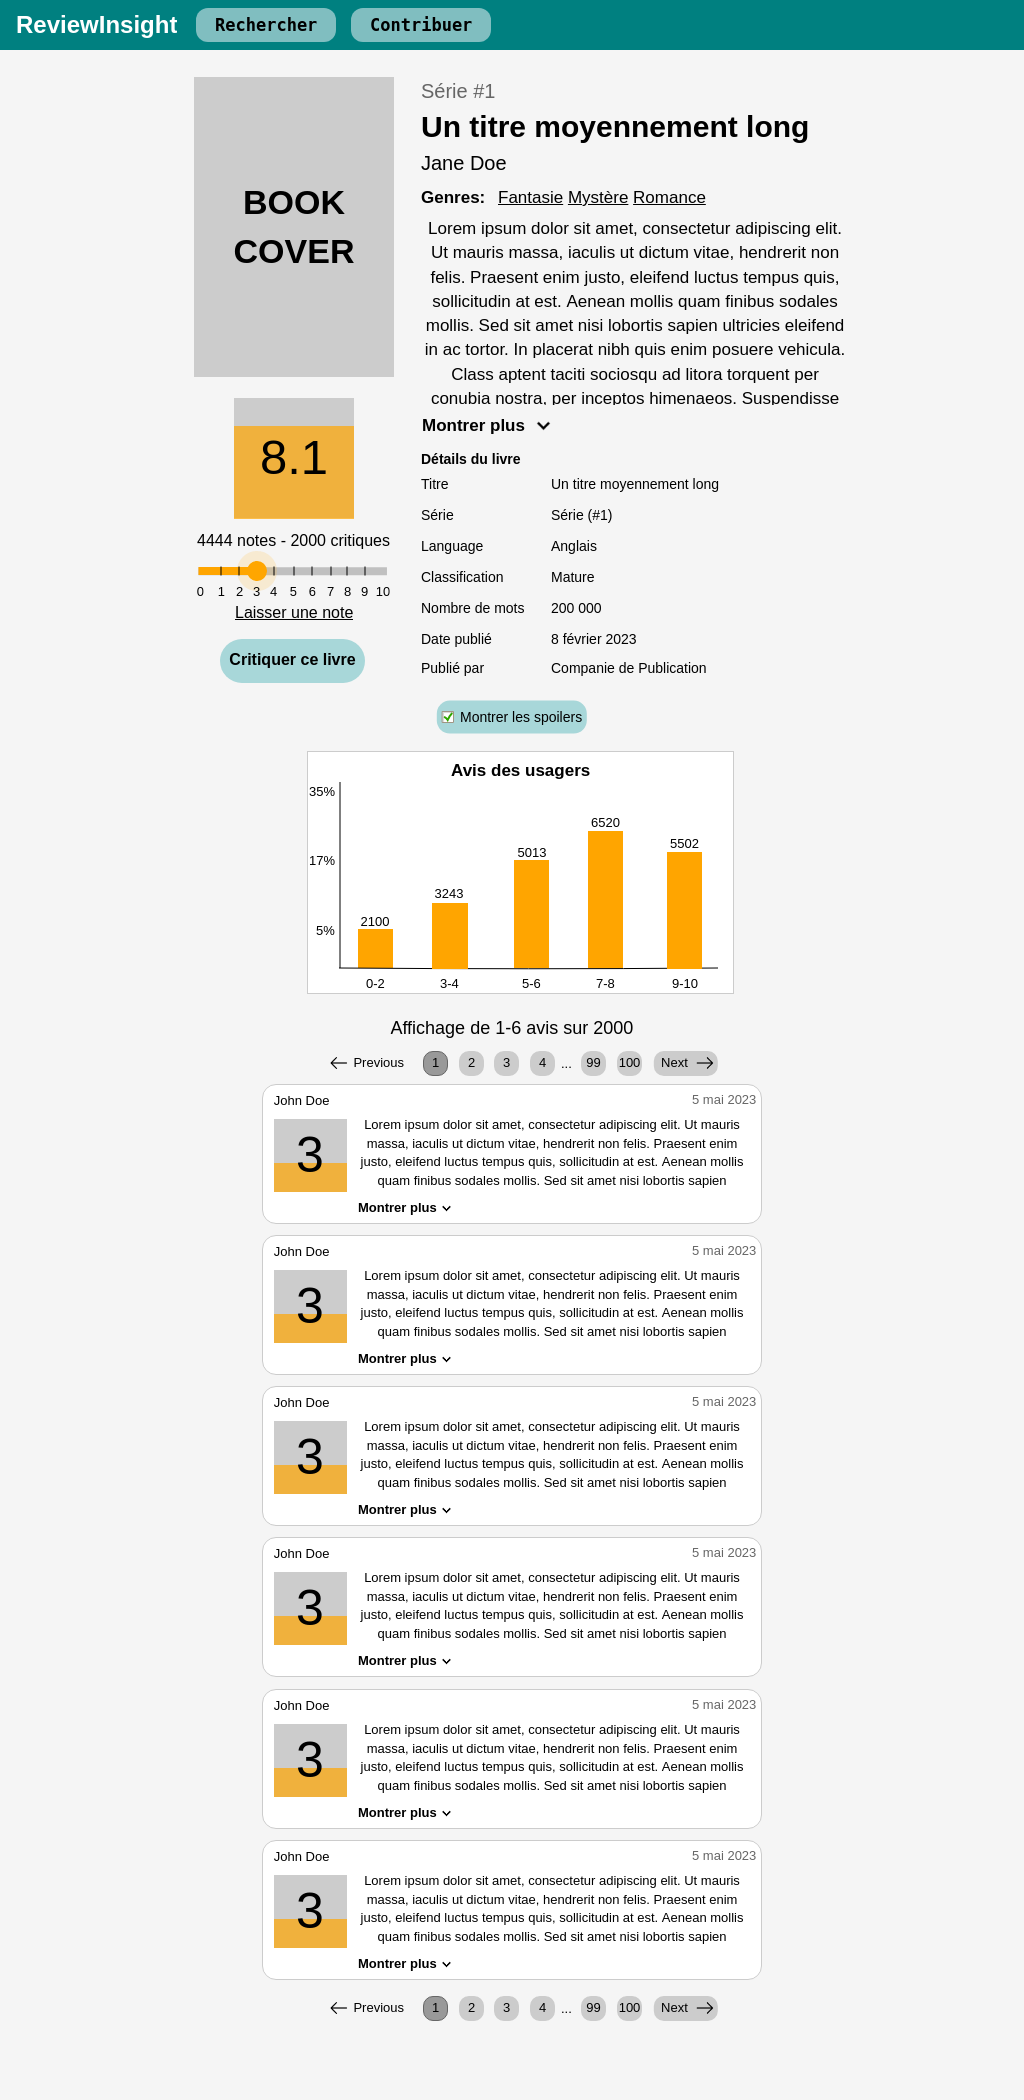 ReviewInsight Rechercher Contribuer
BOOK
COVER
Série #1
Un titre moyennement long
Jane Doe
Genres: Fantasie Mystère Romance
Lorem ipsum dolor sit amet, consectetur adipiscing elit.
Ut mauris massa, iaculis ut dictum vitae, hendrerit non
felis. Praesent enim justo, eleifend luctus tempus quis,
sollicitudin at est. Aenean mollis quam finibus sodales
mollis. Sed sit amet nisi lobortis sapien ultricies eleifend
in ac tortor. In placerat nibh quis enim posuere vehicula.
Class aptent taciti sociosqu ad litora torquent per
conubia nostra, per inceptos himenaeos. Suspendisse
Montrer plus
8.1
4444 notes - 2000 critiques
0 1 2 3 4 5 6 7 8 9 10
Laisser une note
Critiquer ce livre
Détails du livre
Titre Un titre moyennement long
Série Série (#1)
Language Anglais
Classification Mature
Nombre de mots 200 000
Date publié 8 février 2023
Publié par Companie de Publication
Montrer les spoilers
Avis des usagers
35%
17%
5%
2100 3243 5013 6520 5502
0-2 3-4 5-6 7-8 9-10
Affichage de 1-6 avis sur 2000
Previous 1 2 3 4 ... 99 100 Next
John Doe 5 mai 2023
3
Lorem ipsum dolor sit amet, consectetur adipiscing elit. Ut mauris
massa, iaculis ut dictum vitae, hendrerit non felis. Praesent enim
justo, eleifend luctus tempus quis, sollicitudin at est. Aenean mollis
quam finibus sodales mollis. Sed sit amet nisi lobortis sapien
Montrer plus
John Doe 5 mai 2023
3
Lorem ipsum dolor sit amet, consectetur adipiscing elit. Ut mauris
massa, iaculis ut dictum vitae, hendrerit non felis. Praesent enim
justo, eleifend luctus tempus quis, sollicitudin at est. Aenean mollis
quam finibus sodales mollis. Sed sit amet nisi lobortis sapien
Montrer plus
John Doe 5 mai 2023
3
Lorem ipsum dolor sit amet, consectetur adipiscing elit. Ut mauris
massa, iaculis ut dictum vitae, hendrerit non felis. Praesent enim
justo, eleifend luctus tempus quis, sollicitudin at est. Aenean mollis
quam finibus sodales mollis. Sed sit amet nisi lobortis sapien
Montrer plus
John Doe 5 mai 2023
3
Lorem ipsum dolor sit amet, consectetur adipiscing elit. Ut mauris
massa, iaculis ut dictum vitae, hendrerit non felis. Praesent enim
justo, eleifend luctus tempus quis, sollicitudin at est. Aenean mollis
quam finibus sodales mollis. Sed sit amet nisi lobortis sapien
Montrer plus
John Doe 5 mai 2023
3
Lorem ipsum dolor sit amet, consectetur adipiscing elit. Ut mauris
massa, iaculis ut dictum vitae, hendrerit non felis. Praesent enim
justo, eleifend luctus tempus quis, sollicitudin at est. Aenean mollis
quam finibus sodales mollis. Sed sit amet nisi lobortis sapien
Montrer plus
John Doe 5 mai 2023
3
Lorem ipsum dolor sit amet, consectetur adipiscing elit. Ut mauris
massa, iaculis ut dictum vitae, hendrerit non felis. Praesent enim
justo, eleifend luctus tempus quis, sollicitudin at est. Aenean mollis
quam finibus sodales mollis. Sed sit amet nisi lobortis sapien
Montrer plus
Previous 1 2 3 4 ... 99 100 Next